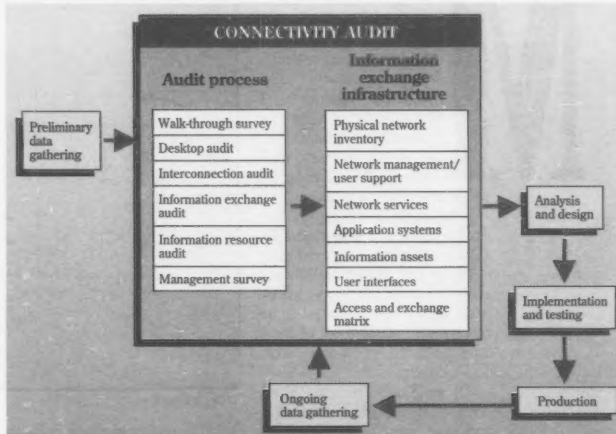 CONNECTIVITY AUDIT
Audit process
Information
exchange
infrastructure
Preliminary
data
gathering
Walk-through survey
Desktop audit
Interconnection audit
Information exchange
audit
Information resource
audit
Management survey
Physical network
inventory
Network management/
user support
Network services
Application systems
Information assets
User interfaces
Access and exchange
matrix
Analysis
and design
Implementation
and testing
Production
Ongoing
data gathering